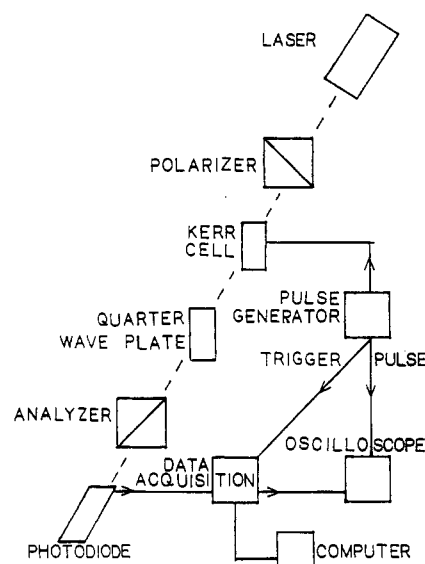 LASER
POLARIZER
KERR
CELL
PULSE
GENERATOR
QUARTER
WAVE PLATE
TRIGGER PULSE
ANALYZER
OSCILLOSCOPE
DATA
ACQUISITION
PHOTODIODE
COMPUTER